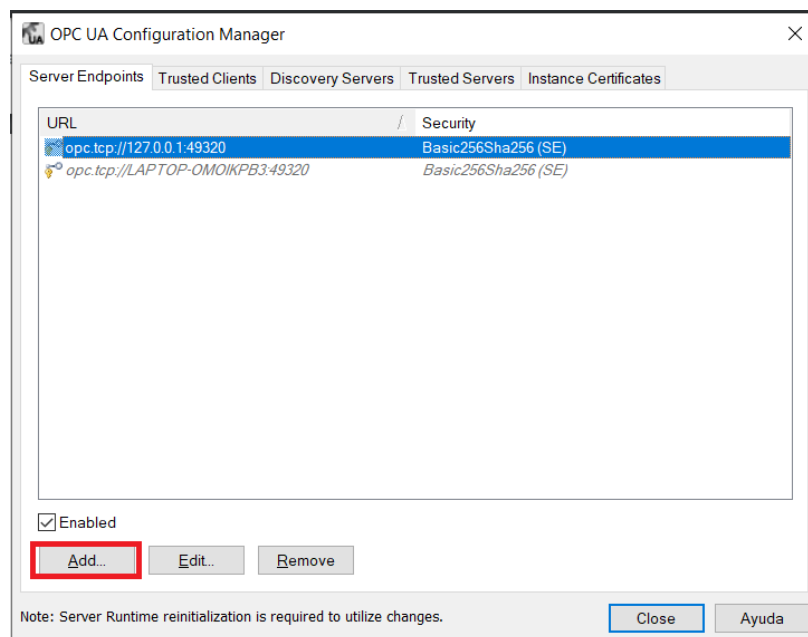 OPC UA Configuration Manager
Server Endpoints Trusted Clients Discovery Servers Trusted Servers Instance Certificates
URL / Security
opc.tcp://127.0.0.1:49320 Basic256Sha256 (SE)
opc.tcp://LAPTOP-OMOIKPB3:49320 Basic256Sha256 (SE)
Enabled
Add... Edit... Remove
Note: Server Runtime reinitialization is required to utilize changes.
Close Ayuda